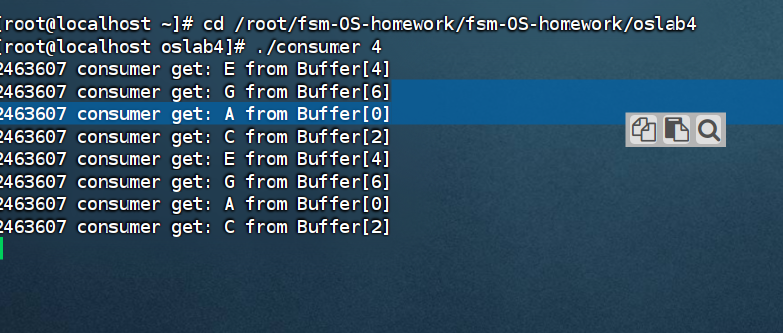 [root@localhost ~]# cd /root/fsm-OS-homework/fsm-OS-homework/oslab4
[root@localhost oslab4]# ./consumer 4
2463607 consumer get: E from Buffer[4]
2463607 consumer get: G from Buffer[6]
2463607 consumer get: A from Buffer[0]
2463607 consumer get: C from Buffer[2]
2463607 consumer get: E from Buffer[4]
2463607 consumer get: G from Buffer[6]
2463607 consumer get: A from Buffer[0]
2463607 consumer get: C from Buffer[2]